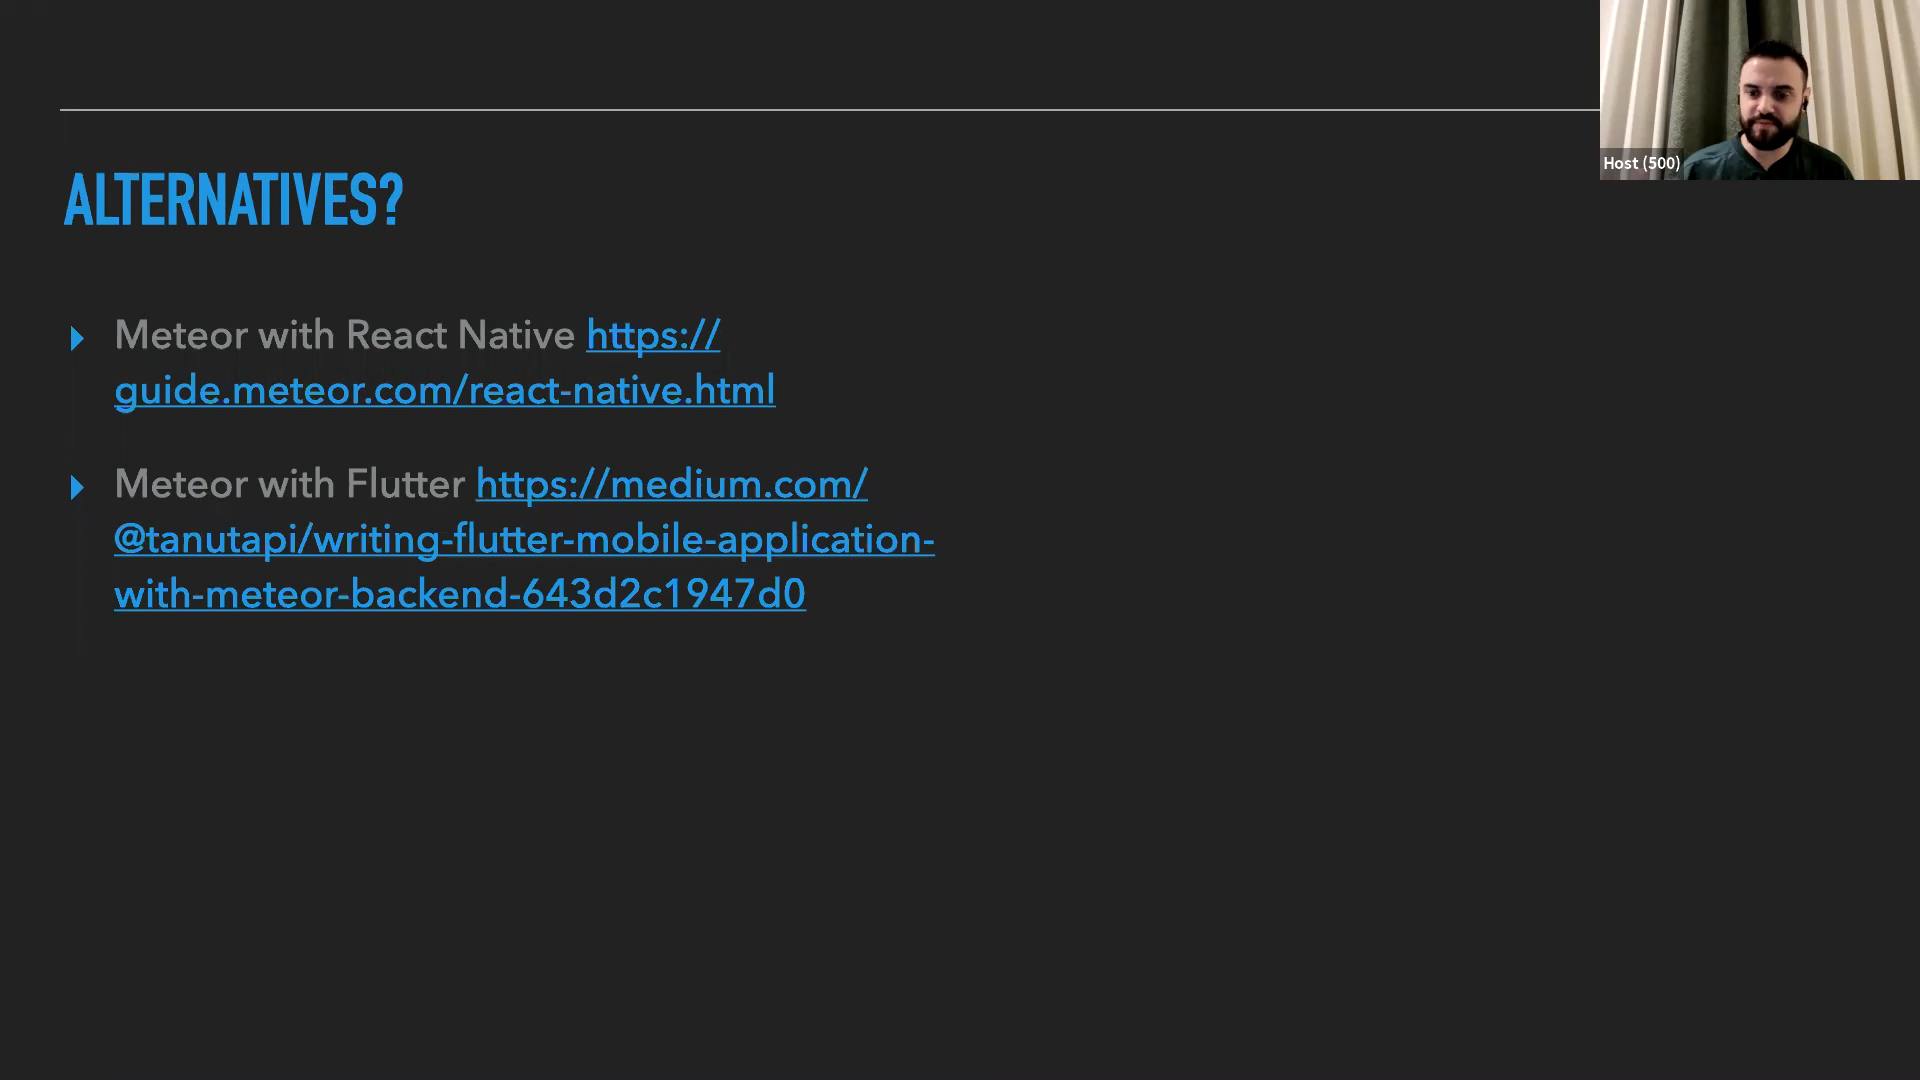 Host (500)
ALTERNATIVES?
Meteor with React Native https://
guide.meteor.com/react-native.html
Meteor with Flutter https://medium.com/
@tanutapi/writing-flutter-mobile-application-
with-meteor-backend-643d2c1947d0